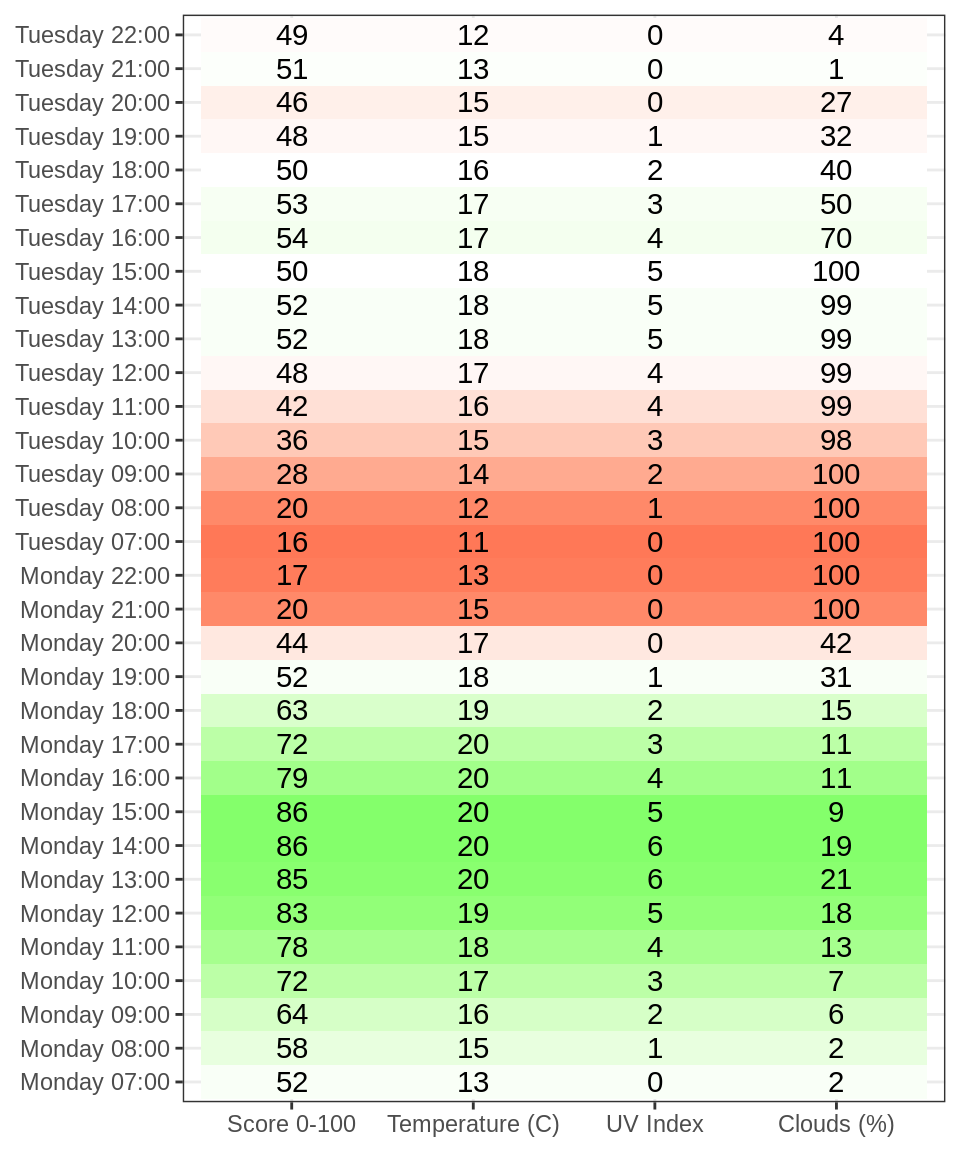 Tuesday 22:00 49 12 0 4
Tuesday 21:00 51 13 0 1
Tuesday 20:00 46 15 0 27
Tuesday 19:00 48 15 1 32
Tuesday 18:00 50 16 2 40
Tuesday 17:00 53 17 3 50
Tuesday 16:00 54 17 4 70
Tuesday 15:00 50 18 5 100
Tuesday 14:00 52 18 5 99
Tuesday 13:00 52 18 5 99
Tuesday 12:00 48 17 4 99
Tuesday 11:00 42 16 4 99
Tuesday 10:00 36 15 3 98
Tuesday 09:00 28 14 2 100
Tuesday 08:00 20 12 1 100
Tuesday 07:00 16 11 0 100
Monday 22:00 17 13 0 100
Monday 21:00 20 15 0 100
Monday 20:00 44 17 0 42
Monday 19:00 52 18 1 31
Monday 18:00 63 19 2 15
Monday 17:00 72 20 3 11
Monday 16:00 79 20 4 11
Monday 15:00 86 20 5 9
Monday 14:00 86 20 6 19
Monday 13:00 85 20 6 21
Monday 12:00 83 19 5 18
Monday 11:00 78 18 4 13
Monday 10:00 72 17 3 7
Monday 09:00 64 16 2 6
Monday 08:00 58 15 1 2
Monday 07:00 52 13 0 2
Score 0-100 Temperature (C) UV Index Clouds (%)